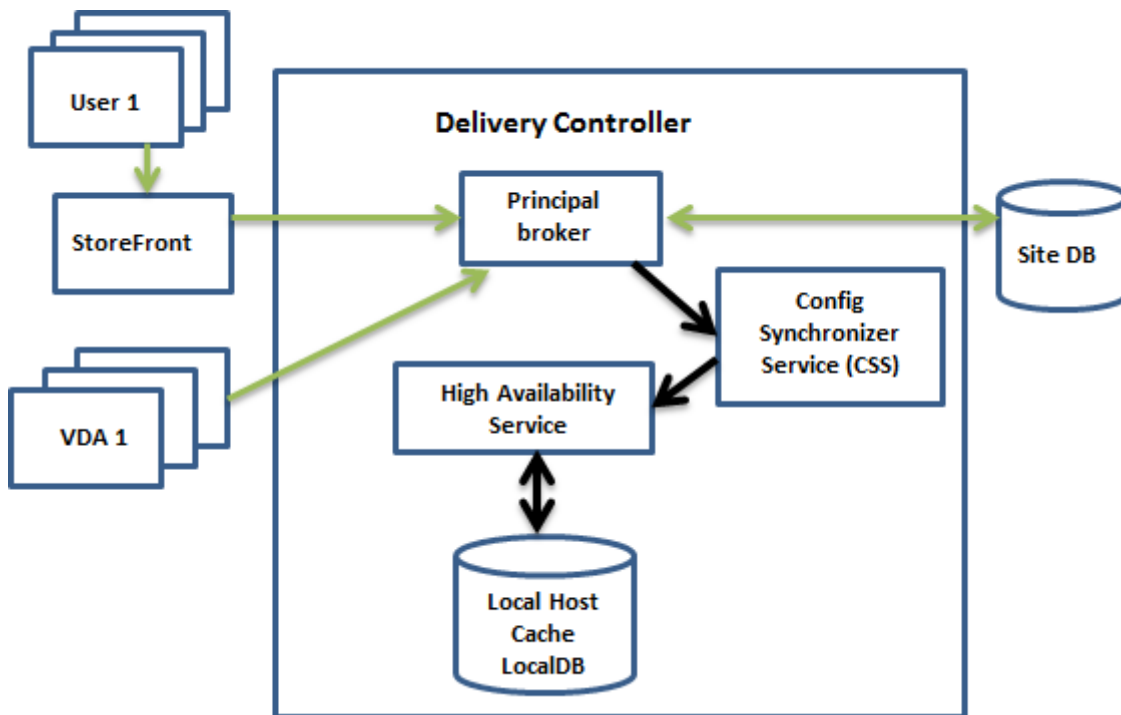 User 1
Delivery Controller
StoreFront
Principal
broker
Site DB
Config
Synchronizer
Service (CSS)
High Availability
Service
VDA 1
Local Host
Cache
LocalDB